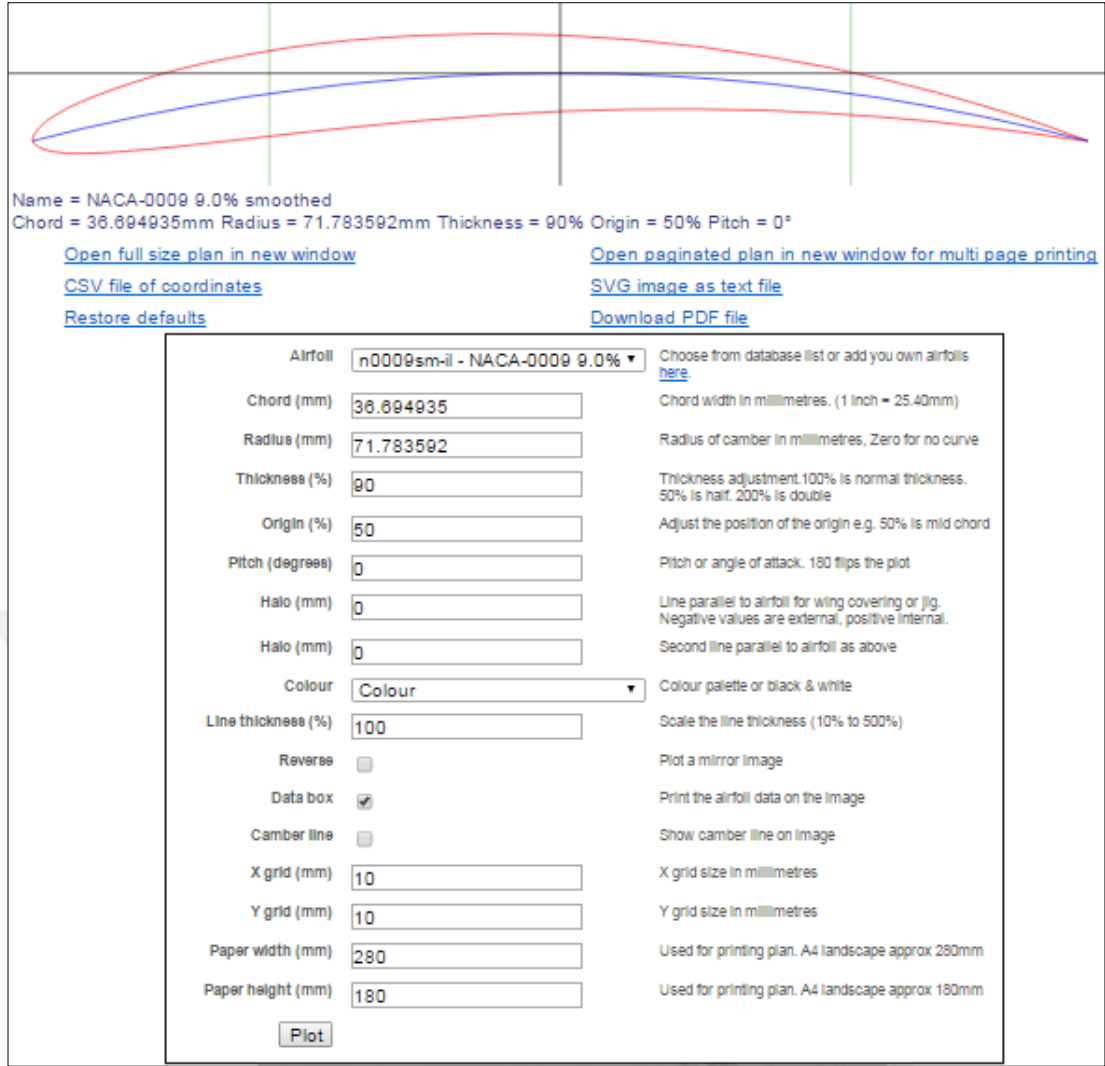 Name = NACA-0009 9.0% smoothed
Chord = 36.694935mm Radius = 71.783592mm Thickness = 90% Origin = 50% Pitch = 0°
Open full size plan in new window
Open paginated plan in new window for multi page printing
CSV file of coordinates
SVG image as text file
Restore defaults
Download PDF file
Airfoil
n0009sm-il - NACA-0009 9.0%
Choose from database list or add you own airfoils
here.
Chord (mm)
36.694935
Chord width in millimetres. (1 inch = 25.40mm)
Radius (mm)
71.783592
Radius of camber in millimetres, Zero for no curve
Thickness (%)
90
Thickness adjustment.100% is normal thickness.
50% is half. 200% is double
Origin (%)
50
Adjust the position of the origin e.g. 50% is mid chord
Pitch (degrees)
0
Pitch or angle of attack. 180 flips the plot
Halo (mm)
0
Line parallel to airfoil for wing covering or jig.
Negative values are external, positive internal.
Halo (mm)
0
Second line parallel to airfoil as above
Colour
Colour
Colour palette or black & white
Line thickness (%)
100
Scale the line thickness (10% to 500%)
Reverse
Plot a mirror image
Data box
Print the airfoil data on the image
Camber line
Show camber line on image
X grid (mm)
10
X grid size in millimetres
Y grid (mm)
10
Y grid size in millimetres
Paper width (mm)
280
Used for printing plan. A4 landscape approx 280mm
Paper height (mm)
180
Used for printing plan. A4 landscape approx 180mm
Plot